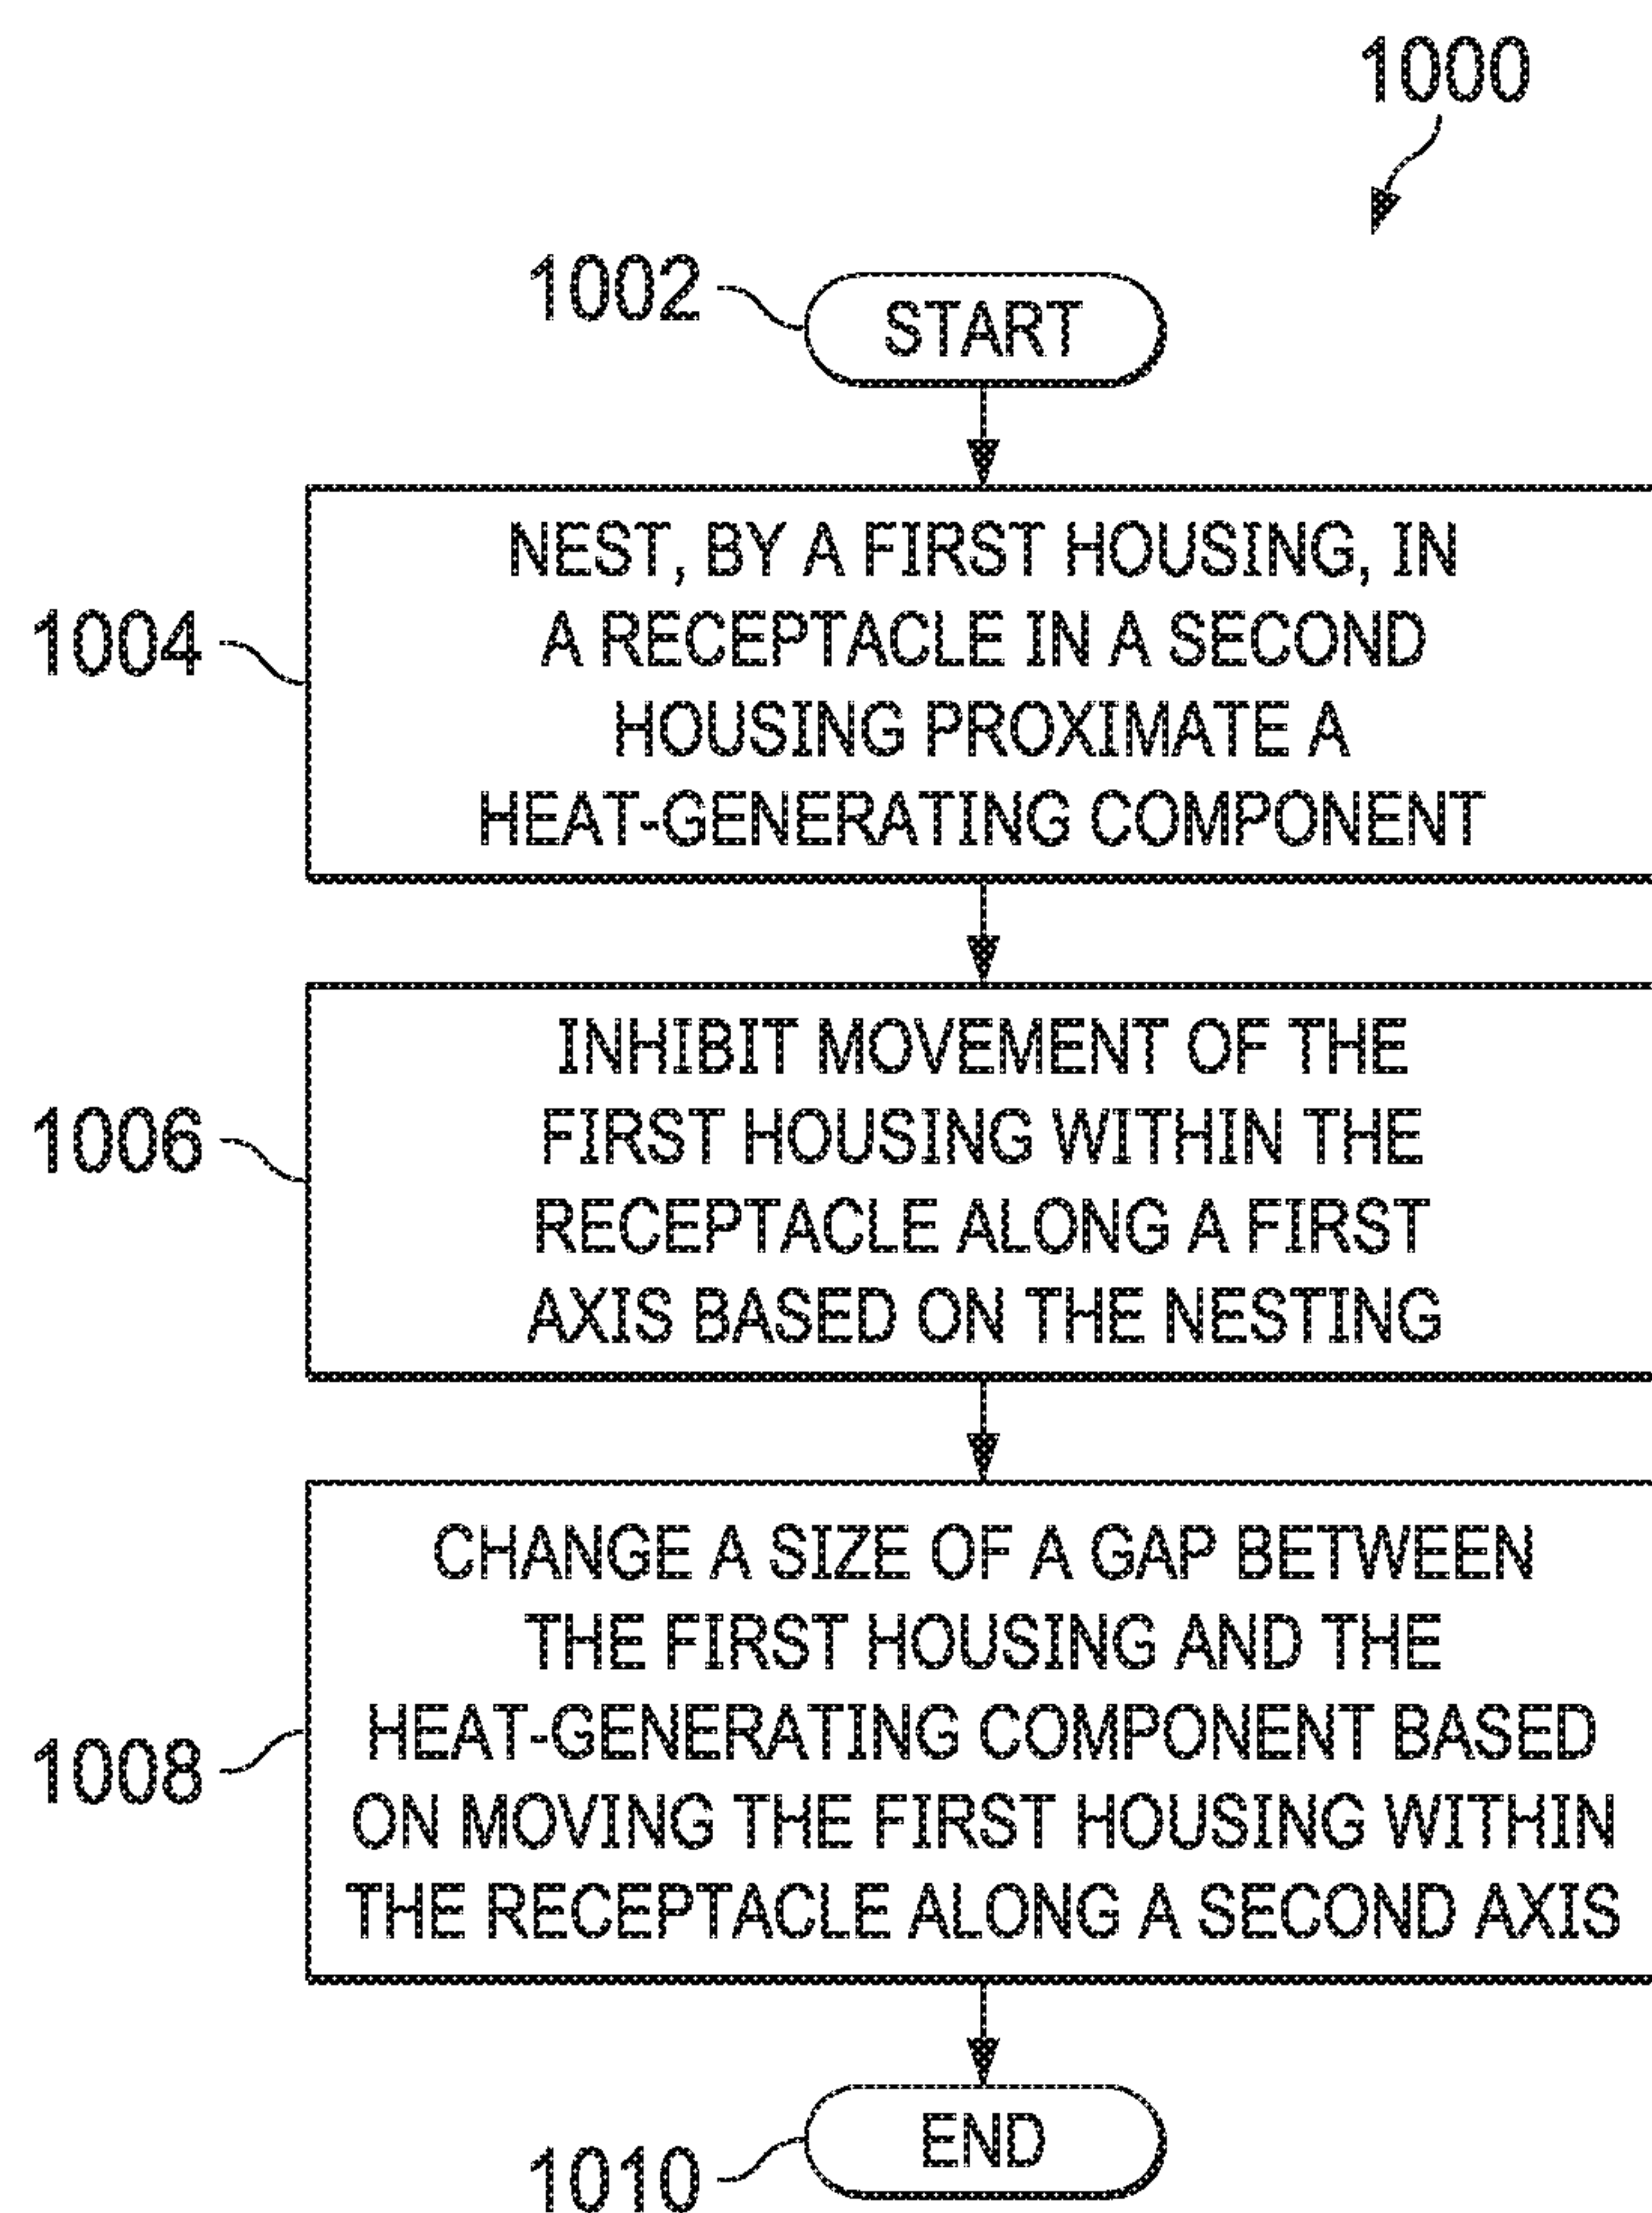 1000
1002
START
1004
NEST, BY A FIRST HOUSING, IN
A RECEPTACLE IN A SECOND
HOUSING PROXIMATE A
HEAT-GENERATING COMPONENT
1006
INHIBIT MOVEMENT OF THE
FIRST HOUSING WITHIN THE
RECEPTACLE ALONG A FIRST
AXIS BASED ON THE NESTING
1008
CHANGE A SIZE OF A GAP BETWEEN
THE FIRST HOUSING AND THE
HEAT-GENERATING COMPONENT BASED
ON MOVING THE FIRST HOUSING WITHIN
THE RECEPTACLE ALONG A SECOND AXIS
1010
END